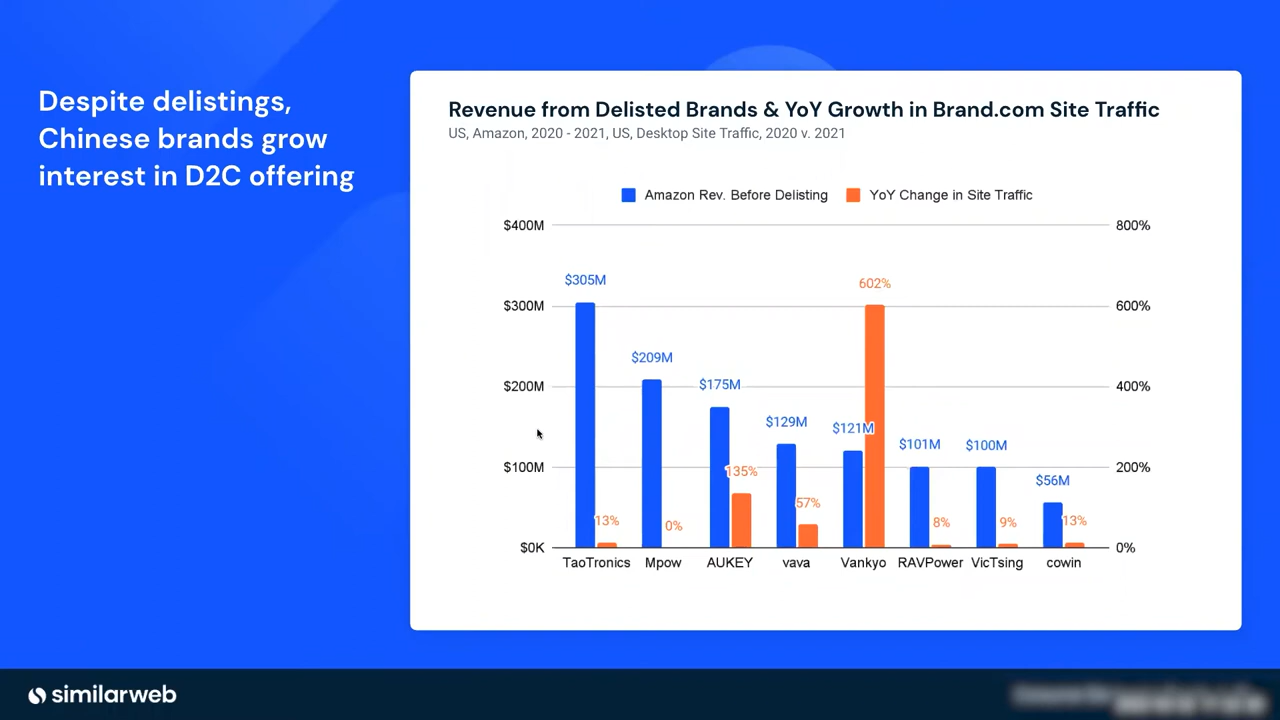 Despite delistings,
Chinese brands grow
interest in D2C offering
Revenue from Delisted Brands & YoY Growth in Brand.com Site Traffic
US, Amazon, 2020 - 2021, US, Desktop Site Traffic, 2020 v. 2021
Amazon Rev. Before Delisting YoY Change in Site Traffic
$400M 800%
$305M 602%
$300M 600%
$209M
$200M $175M 400%
$129M $121M $101M $100M
$100M 135% $56M 200%
57%
13% 0% 8% 9% 13%
$0K 0%
TaoTronics Mpow AUKEY vava Vankyo RAVPower VicTsing cowin
similarweb